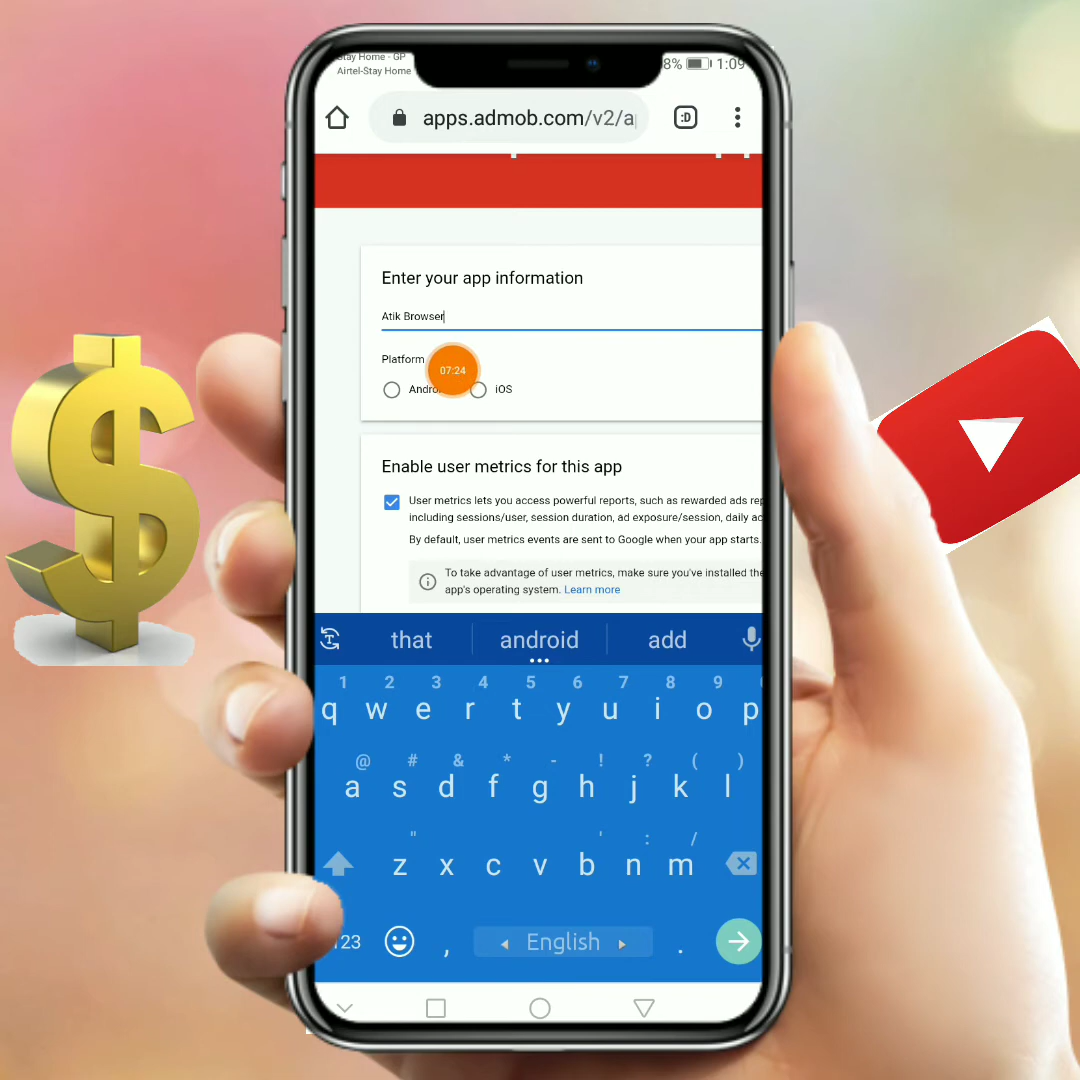 Stay Home - GP
Airtel-Stay Home
8% 1:09
apps.admob.com/v2/a
:D
Enter your app information
Atik Browser
Platform
07:24
Andro
iOS
Enable user metrics for this app
User metrics lets you access powerful reports, such as rewarded ads rep
including sessions/user, session duration, ad exposure/session, daily ac
By default, user metrics events are sent to Google when your app starts.
To take advantage of user metrics, make sure you've installed the
app's operating system. Learn more
that android add
1 2 3 4 5 6 7 8 9
q w e r t y u i o p
@ # & * - ! ? ( )
a s d f g h j k l
" ' : /
z x c v b n m
123 , English .